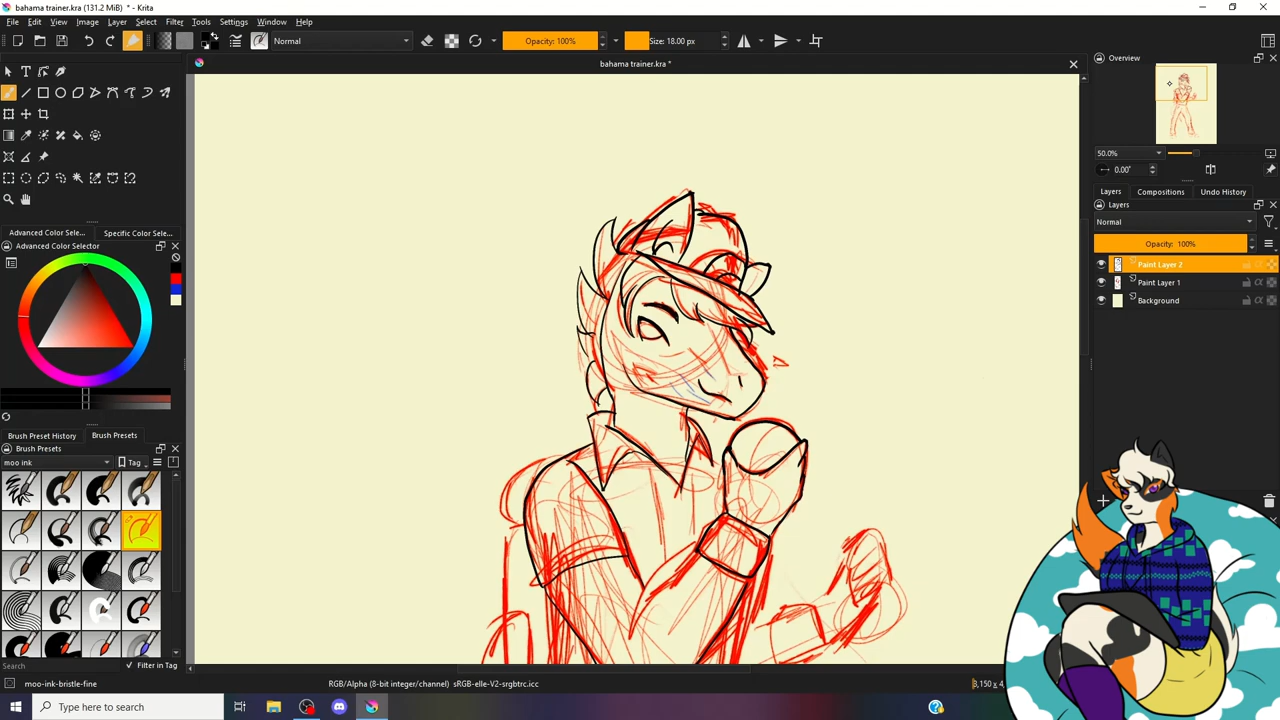 bahama trainer.kra (131.2 MiB) * - Krita
File Edit View Image Layer Select Filter Tools Settings Window Help
Normal Opacity: 100% Size: 18.00 px
bahama trainer.kra *
Overview
50.0%
0.00°
Layers Compositions Undo History
Layers
Normal
Opacity: 100%
Paint Layer 2
Paint Layer 1
Background
Advanced Color Sele... Specific Color Sele...
Advanced Color Selector
Brush Preset History Brush Presets
Brush Presets
moo ink Tag
Search Filter in Tag
moo-ink-bristle-fine RGB/Alpha (8-bit integer/channel) sRGB-elle-V2-srgbtrc.icc 3,150 x 4,
Type here to search